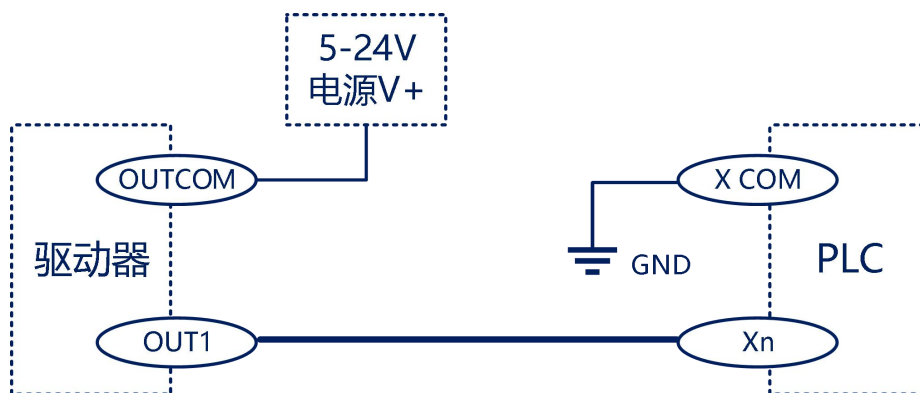 5-24V
电源V+
OUTCOM
X COM
驱动器
GND
PLC
OUT1
Xn